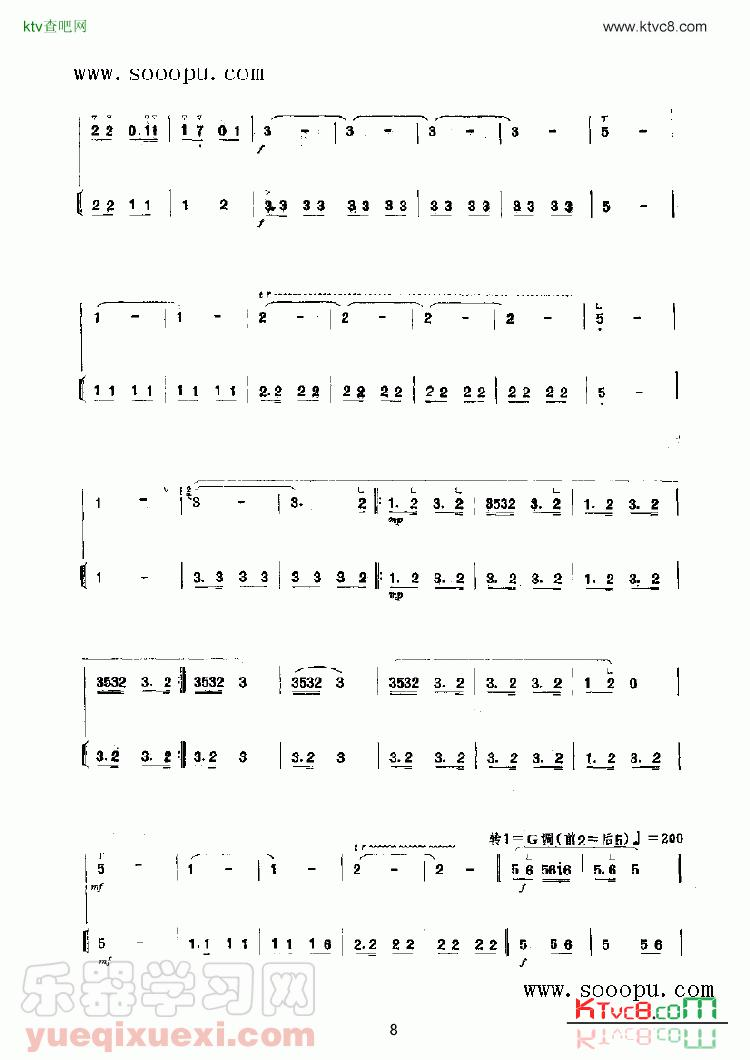 ktv查吧网 www.ktvc8.com
www.sooopu.com
2 2 0.1 1 | 1 7 0 1 | 3 - | 3 - | 3 - | 3 - | 5 - |
f
2 2 1 1 | 1 2 | 3.3 3 3 | 3 3 3 3 | 3 3 3 3 | 3 3 3 3 | 5 - |
f
tr
1 - | 1 - | 2 - | 2 - | 2 - | 2 - | 5 - |
1 1 1 1 | 1 1 1 1 | 2.2 2 2 | 2 2 2 2 | 2 2 2 2 | 2 2 2 2 | 5 - |
1 - | 3 - | 3. 2 ‖: 1. 2 3. 2 | 3532 3. 2 | 1. 2 3. 2 |
mp
1 - | 3. 3 3 3 | 3 3 3 2 ‖: 1. 2 3. 2 | 3. 2 3. 2 | 1. 2 3. 2 |
mp
3532 3. 2 :‖ 3532 3 | 3532 3 | 3532 3. 2 | 3. 2 3. 2 | 1 2 0 |
3.2 3. 2 :‖ 3.2 3 | 3.2 3 | 3. 2 3. 2 | 3. 2 3. 2 | 1. 2 3. 2 |
转1=G调(前2=后5)♩=200
tr
5 - | 1 - | 1 - | 2 - | 2 - ‖ 5 6 5 6 i 6 | 5. 6 5 |
mf f
5 - | 1.1 1 1 | 1 1 1 6 | 2.2 2 2 | 2 2 2 2 ‖ 5 5 6 | 5 5 6 |
mf f
www.sooopu.com
乐器学习网
KTvc8.com
yueqixuexi.com
8